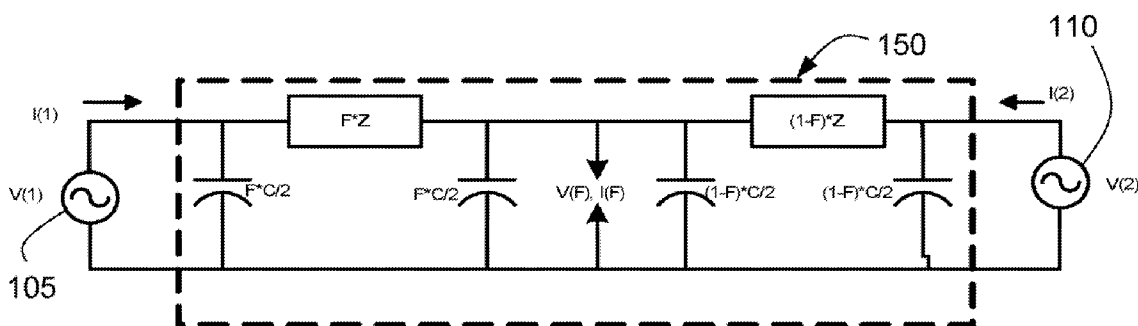 150
110
I(1)
I(2)
F*Z
(1-F)*Z
V(1)
F*C/2
F*C/2
V(F), I(F)
(1-F)*C/2
(1-F)*C/2
V(2)
105